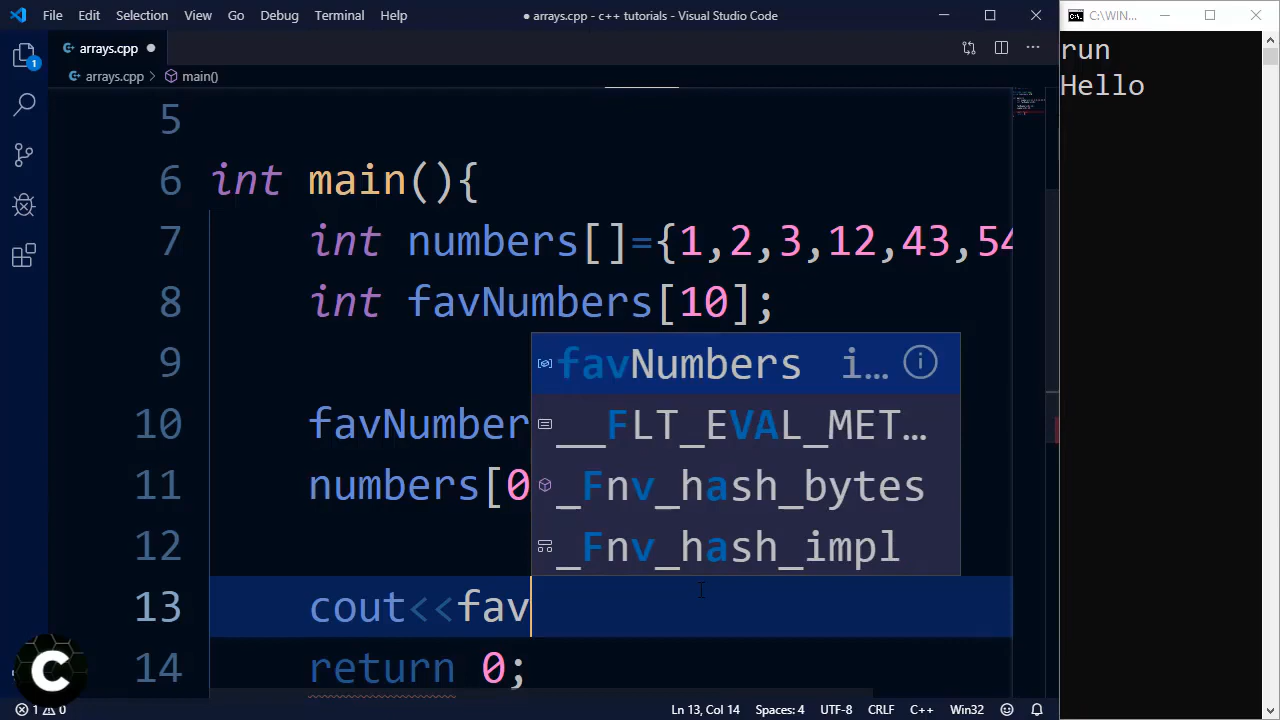 File Edit Selection View Go Debug Terminal Help ● arrays.cpp - c++ tutorials - Visual Studio Code
C:\WIN...
arrays.cpp ●
run
1
arrays.cpp > main()
Hello
5
6 int main(){
7 int numbers[]={1,2,3,12,43,54
8 int favNumbers[10];
9 favNumbers i...
10 favNumber __FLT_EVAL_MET...
11 numbers[0 _Fnv_hash_bytes
12 _Fnv_hash_impl
13 cout<<fav
14 return 0;
C
1 0 Ln 13, Col 14 Spaces: 4 UTF-8 CRLF C++ Win32